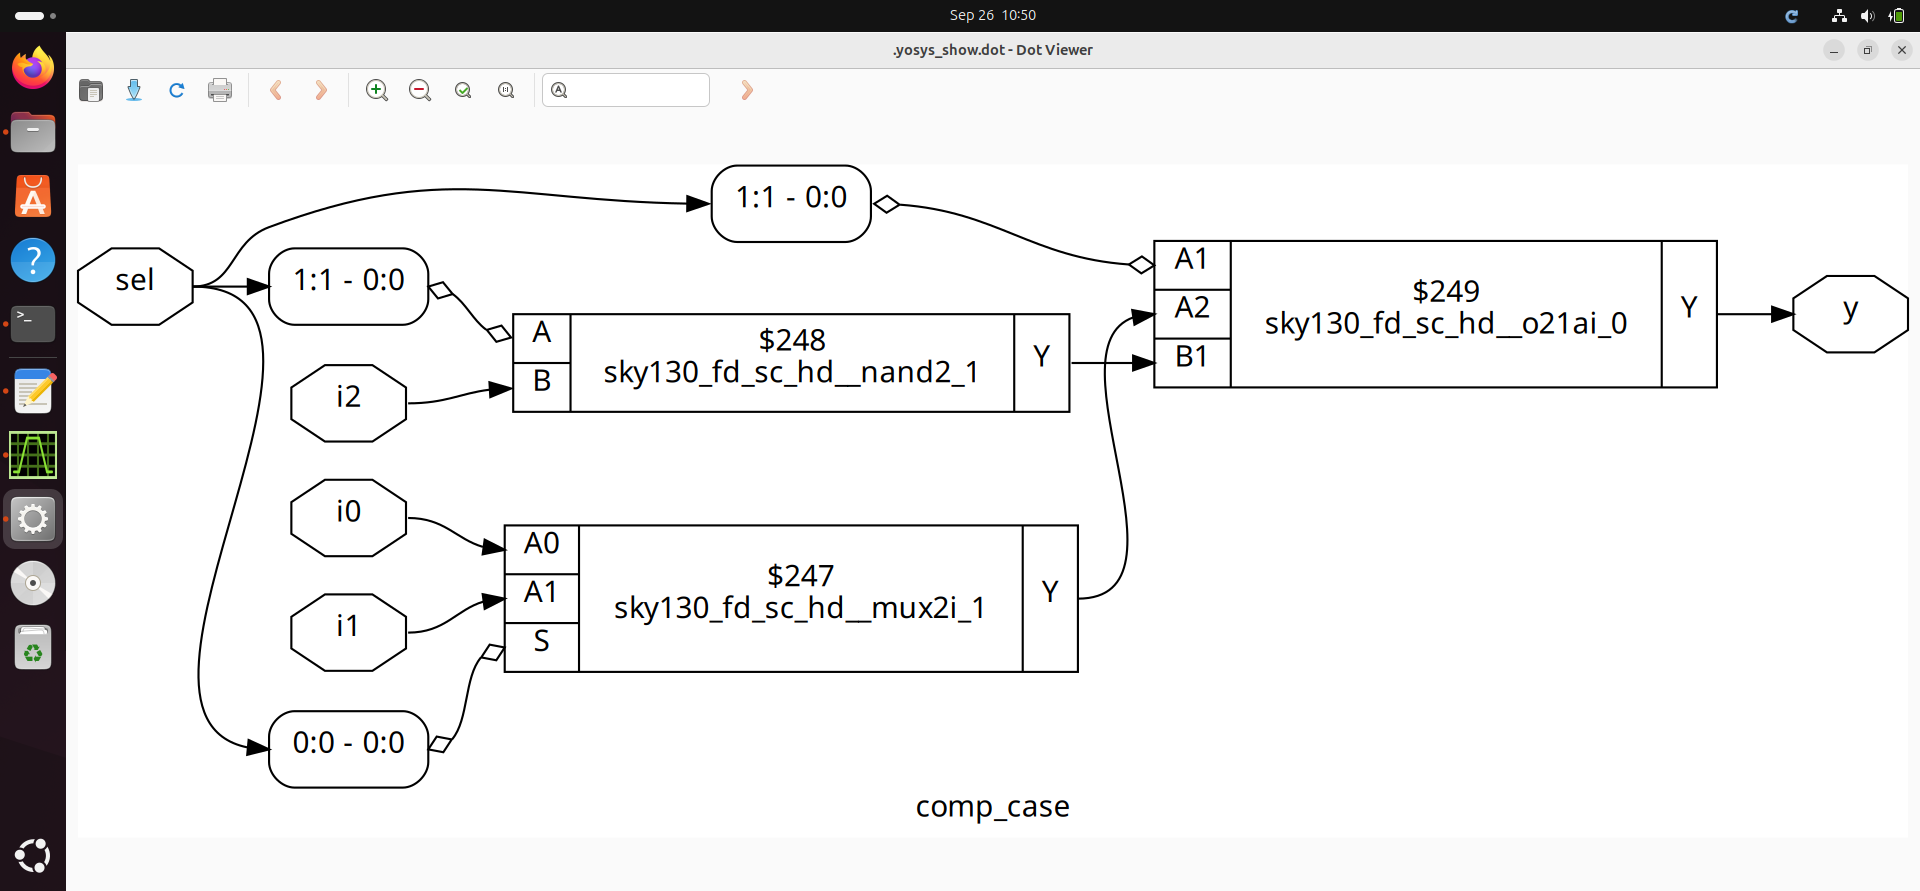 Sep 26 10:50
.yosys_show.dot - Dot Viewer
1:1 - 0:0
sel
1:1 - 0:0
A1
A2
B1
$249
sky130_fd_sc_hd__o21ai_0
Y
y
A
B
$248
sky130_fd_sc_hd__nand2_1
Y
i2
i0
A0
A1
S
$247
sky130_fd_sc_hd__mux2i_1
Y
i1
0:0 - 0:0
comp_case